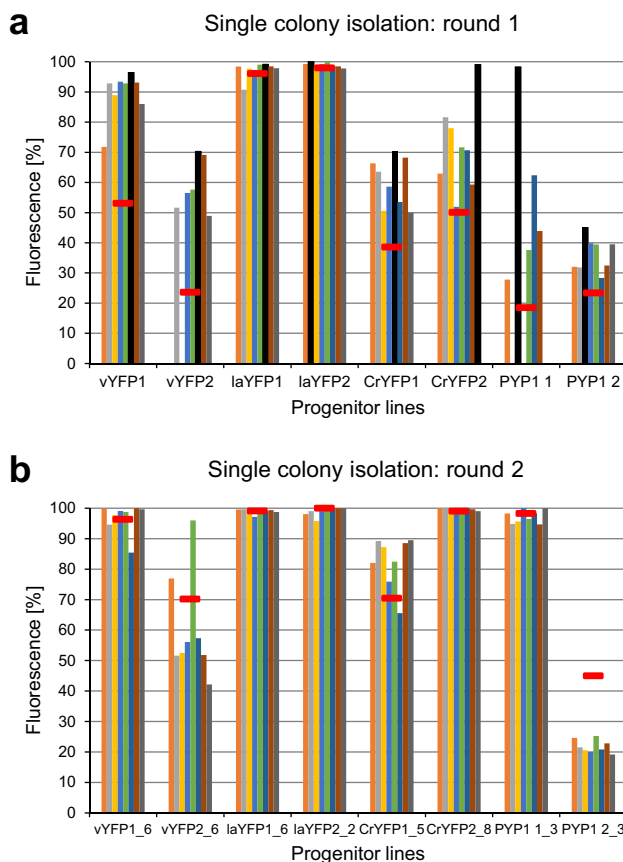 a
Single colony isolation: round 1
Fluorescence [%]
100
90
80
70
60
50
40
30
20
10
0
vYFP1 vYFP2 laYFP1 laYFP2 CrYFP1 CrYFP2 PYP1 1 PYP1 2
Progenitor lines
b
Single colony isolation: round 2
Fluorescence [%]
100
90
80
70
60
50
40
30
20
10
0
vYFP1_6 vYFP2_6 laYFP1_6 laYFP2_2 CrYFP1_5 CrYFP2_8 PYP1 1_3 PYP1 2_3
Progenitor lines